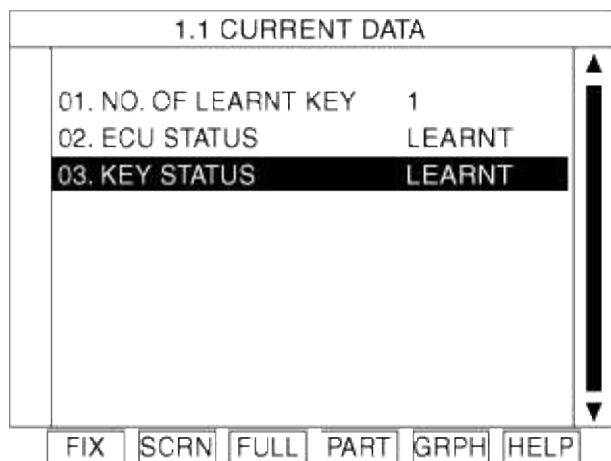 1.1 CURRENT DATA
01. NO. OF LEARNT KEY 1
02. ECU STATUS LEARNT
03. KEY STATUS LEARNT
FIX SCRN FULL PART GRPH HELP